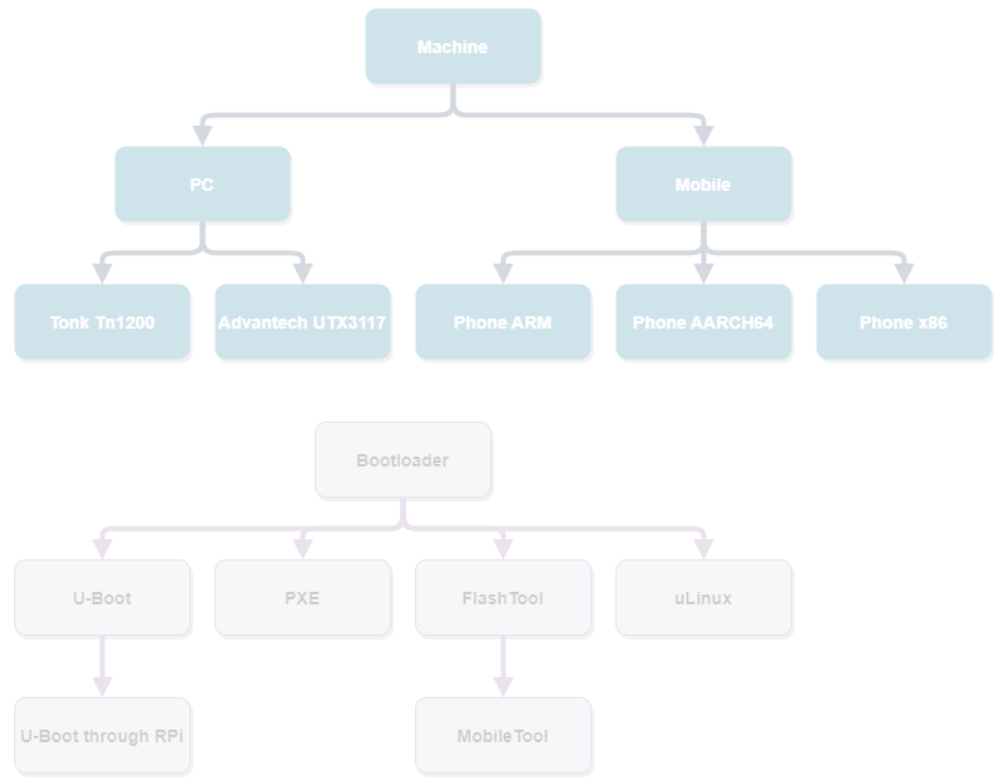 Machine
PC
Mobile
Tonk Tn1200
Advantech UTX3117
Phone ARM
Phone AARCH64
Phone x86
Bootloader
U-Boot
PXE
FlashTool
uLinux
U-Boot through RPi
MobileTool